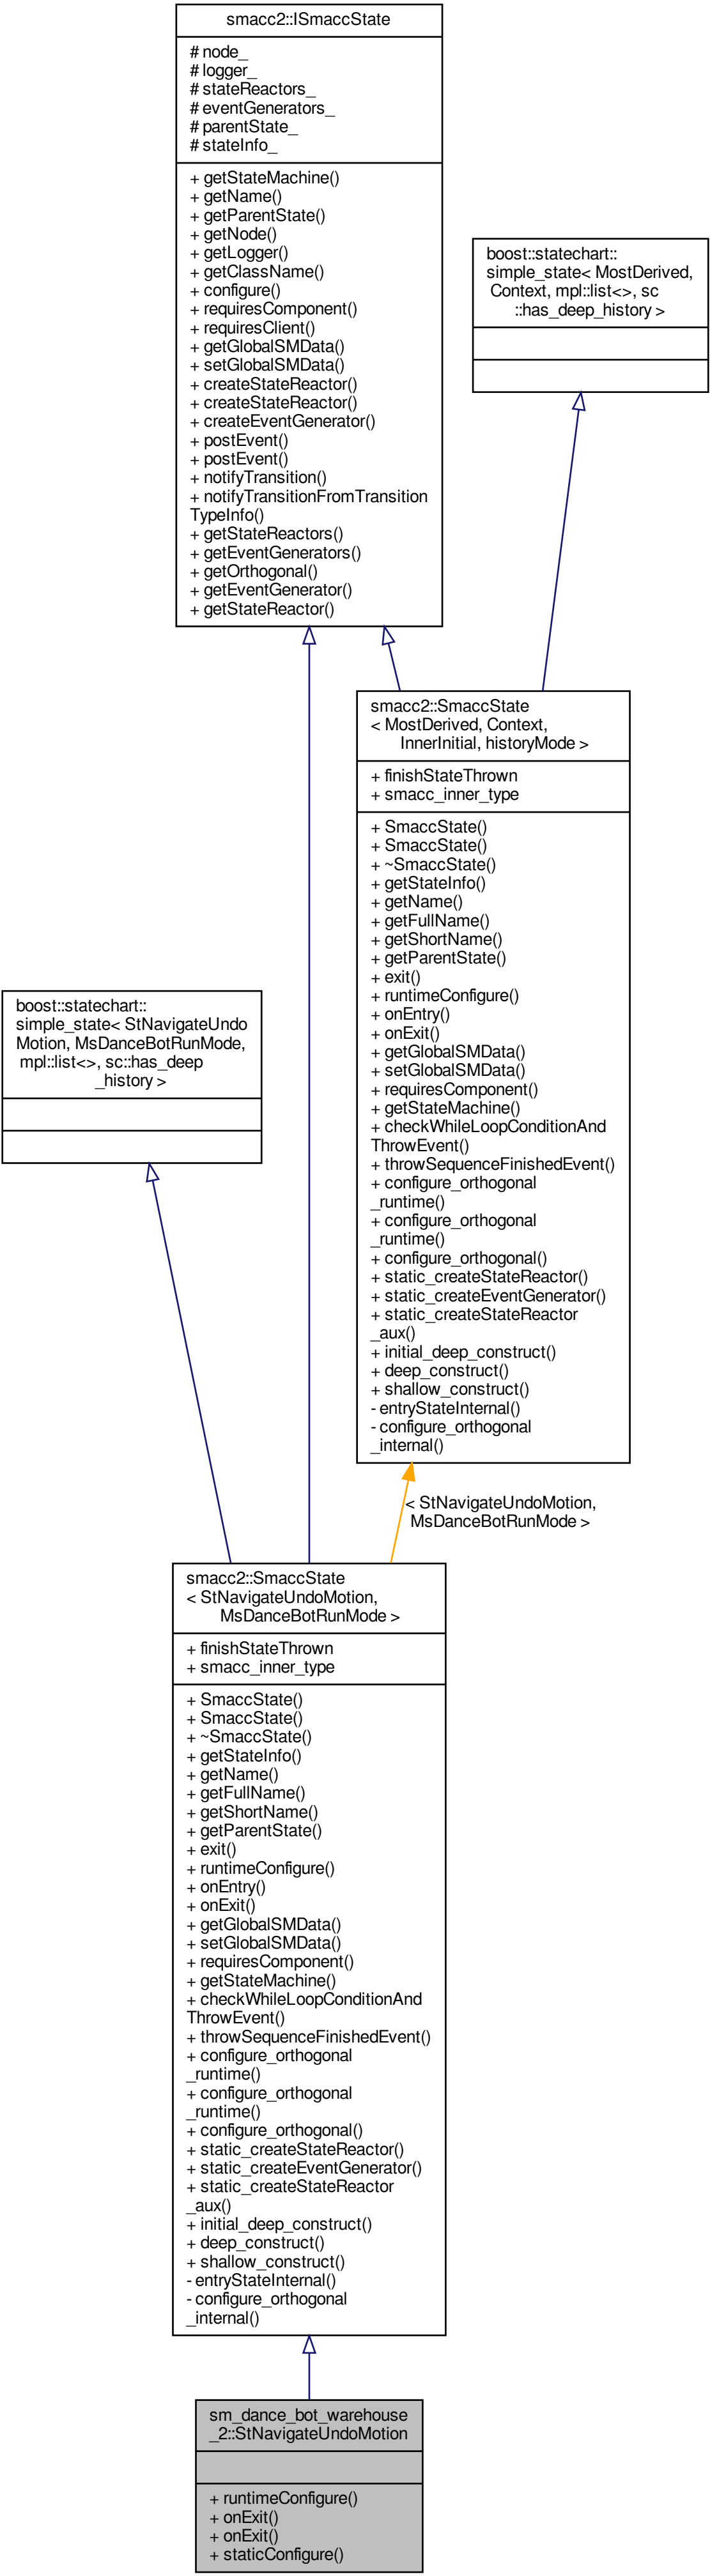 smacc2::ISmaccState
# node_
# logger_
# stateReactors_
# eventGenerators_
# parentState_
# stateInfo_
+ getStateMachine()
+ getName()
+ getParentState()
+ getNode()
+ getLogger()
+ getClassName()
+ configure()
+ requiresComponent()
+ requiresClient()
+ getGlobalSMData()
+ setGlobalSMData()
+ createStateReactor()
+ createStateReactor()
+ createEventGenerator()
+ postEvent()
+ postEvent()
+ notifyTransition()
+ notifyTransitionFromTransition
TypeInfo()
+ getStateReactors()
+ getEventGenerators()
+ getOrthogonal()
+ getEventGenerator()
+ getStateReactor()
boost::statechart::
simple_state< MostDerived,
Context, mpl::list<>, sc
::has_deep_history >
smacc2::SmaccState
< MostDerived, Context,
InnerInitial, historyMode >
+ finishStateThrown
+ smacc_inner_type
+ SmaccState()
+ SmaccState()
+ ~SmaccState()
+ getStateInfo()
+ getName()
+ getFullName()
+ getShortName()
+ getParentState()
+ exit()
+ runtimeConfigure()
+ onEntry()
+ onExit()
+ getGlobalSMData()
+ setGlobalSMData()
+ requiresComponent()
+ getStateMachine()
+ checkWhileLoopConditionAnd
ThrowEvent()
+ throwSequenceFinishedEvent()
+ configure_orthogonal
_runtime()
+ configure_orthogonal
_runtime()
+ configure_orthogonal()
+ static_createStateReactor()
+ static_createEventGenerator()
+ static_createStateReactor
_aux()
+ initial_deep_construct()
+ deep_construct()
+ shallow_construct()
- entryStateInternal()
- configure_orthogonal
_internal()
boost::statechart::
simple_state< StNavigateUndo
Motion, MsDanceBotRunMode,
mpl::list<>, sc::has_deep
_history >
< StNavigateUndoMotion,
MsDanceBotRunMode >
smacc2::SmaccState
< StNavigateUndoMotion,
MsDanceBotRunMode >
+ finishStateThrown
+ smacc_inner_type
+ SmaccState()
+ SmaccState()
+ ~SmaccState()
+ getStateInfo()
+ getName()
+ getFullName()
+ getShortName()
+ getParentState()
+ exit()
+ runtimeConfigure()
+ onEntry()
+ onExit()
+ getGlobalSMData()
+ setGlobalSMData()
+ requiresComponent()
+ getStateMachine()
+ checkWhileLoopConditionAnd
ThrowEvent()
+ throwSequenceFinishedEvent()
+ configure_orthogonal
_runtime()
+ configure_orthogonal
_runtime()
+ configure_orthogonal()
+ static_createStateReactor()
+ static_createEventGenerator()
+ static_createStateReactor
_aux()
+ initial_deep_construct()
+ deep_construct()
+ shallow_construct()
- entryStateInternal()
- configure_orthogonal
_internal()
sm_dance_bot_warehouse
_2::StNavigateUndoMotion
+ runtimeConfigure()
+ onExit()
+ onExit()
+ staticConfigure()